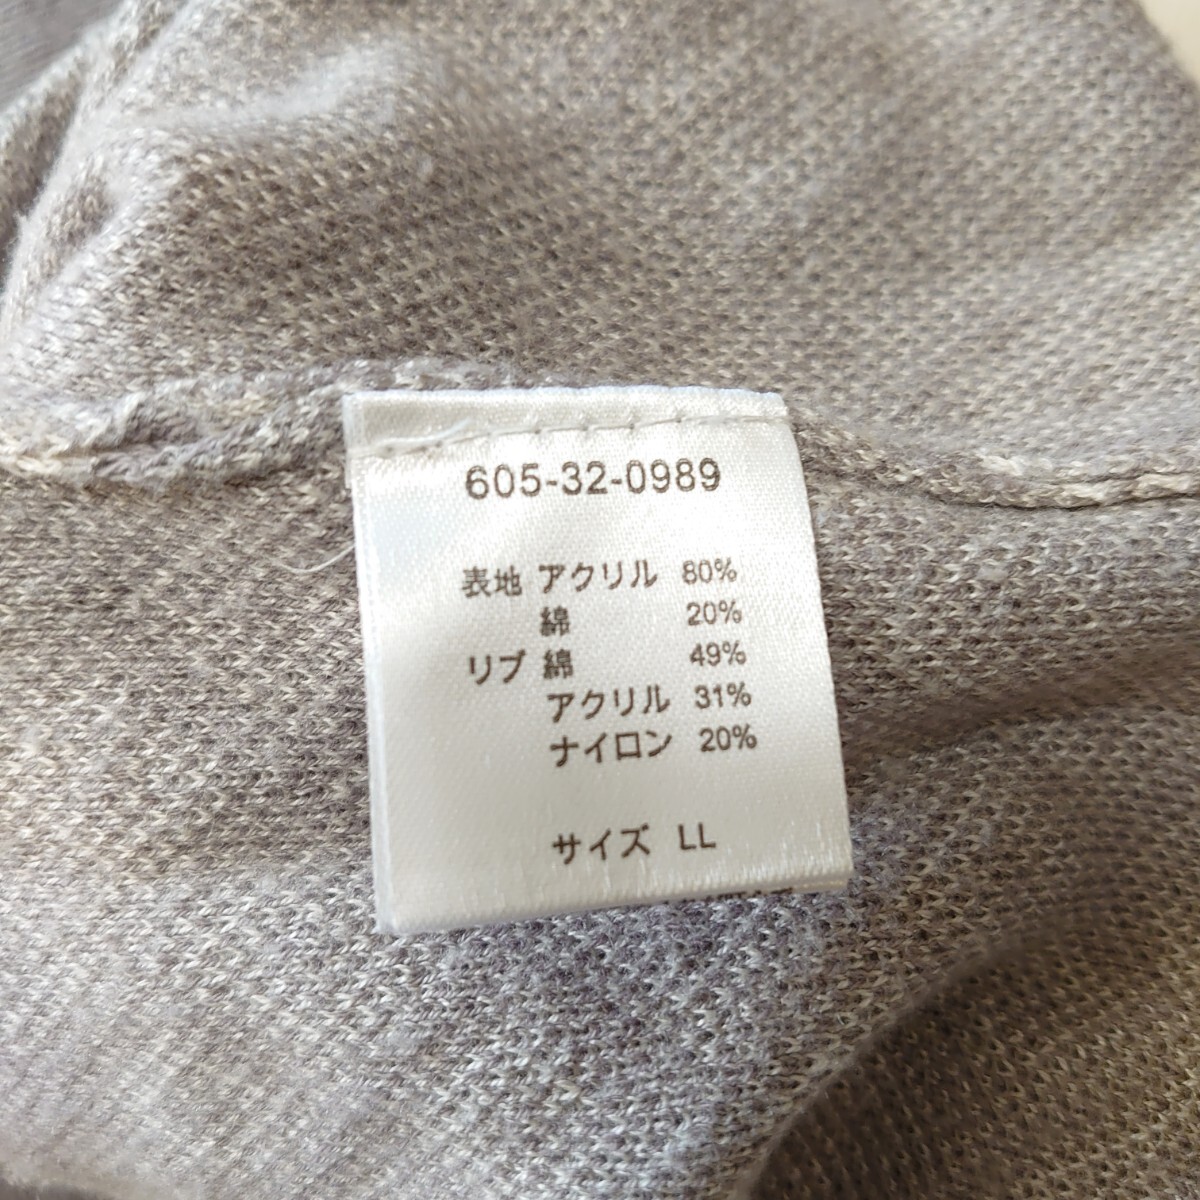 605-32-0989
表地 アクリル 80%
綿 20%
リブ 綿 49%
アクリル 31%
ナイロン 20%
サイズ LL